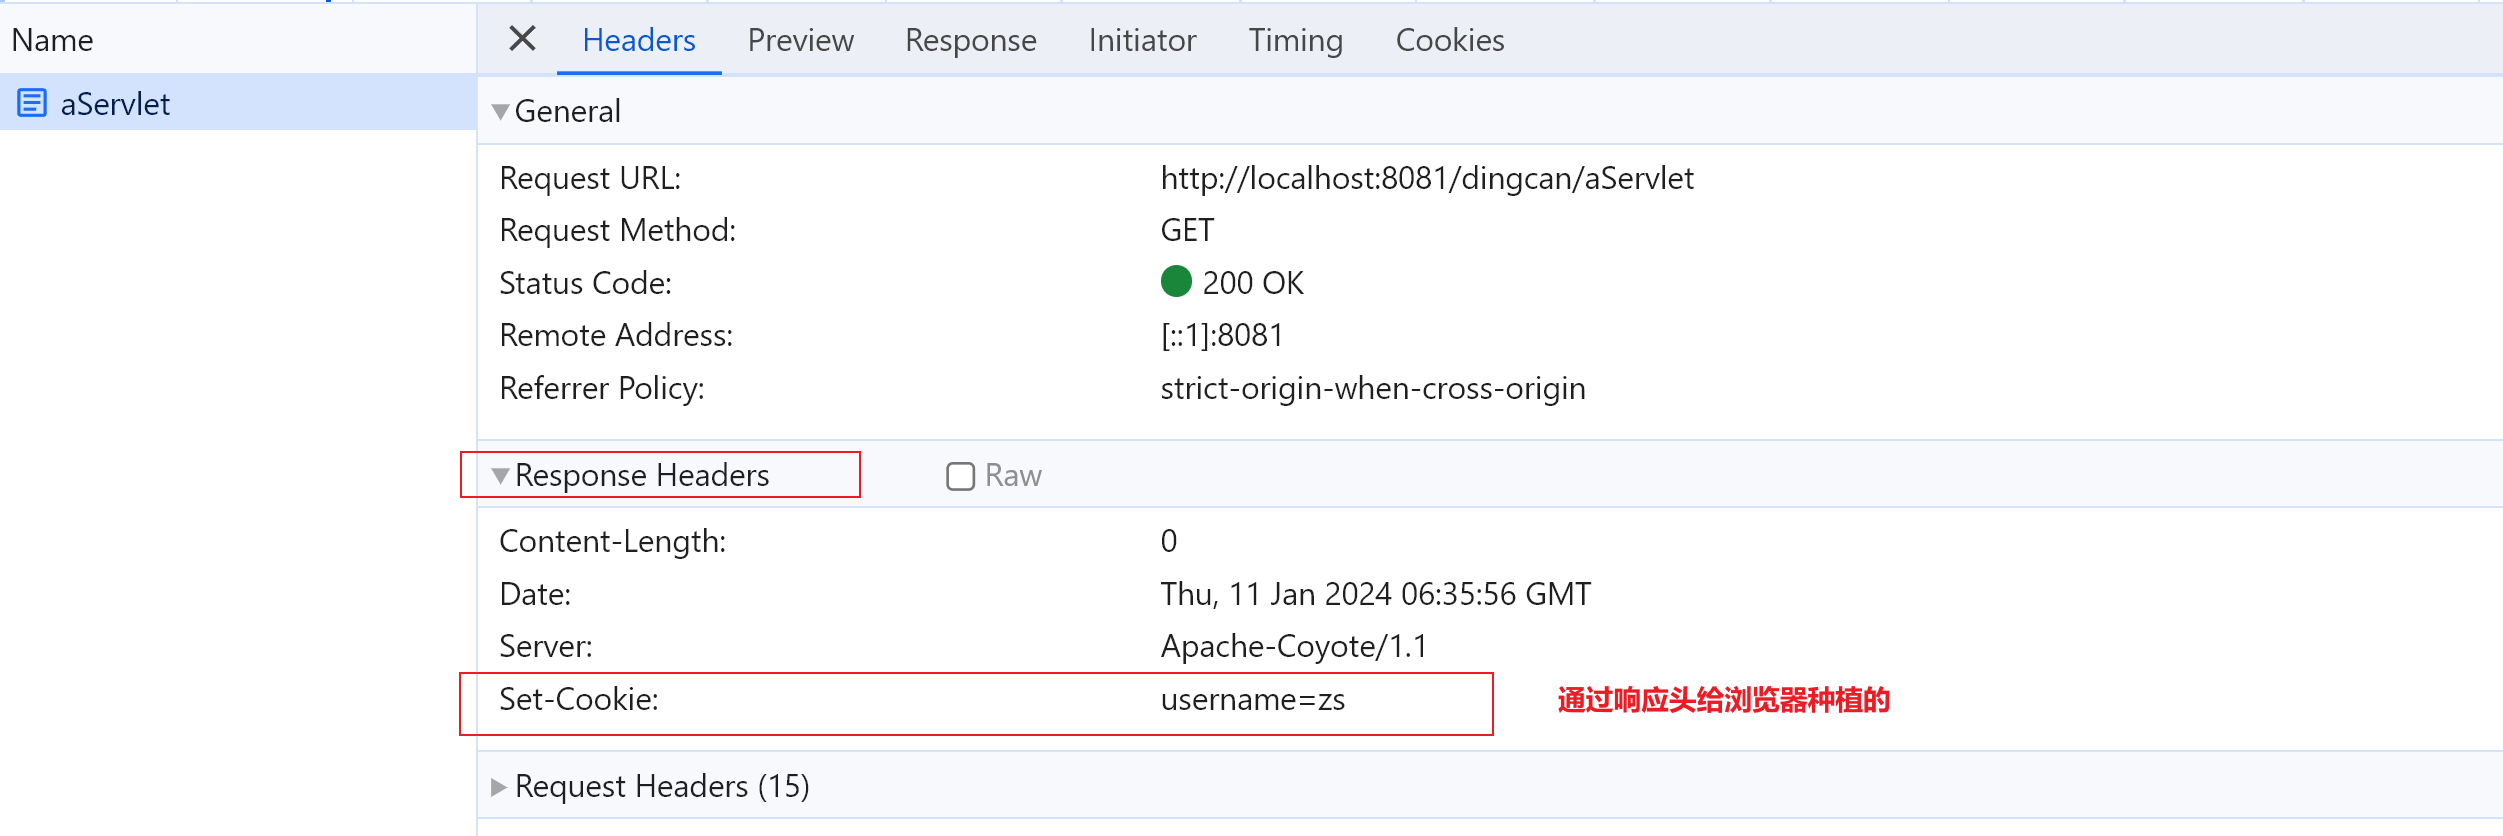 Name
Headers Preview Response Initiator Timing Cookies
aServlet
General
Request URL: http://localhost:8081/dingcan/aServlet
Request Method: GET
Status Code: 200 OK
Remote Address: [::1]:8081
Referrer Policy: strict-origin-when-cross-origin
Response Headers Raw
Content-Length: 0
Date: Thu, 11 Jan 2024 06:35:56 GMT
Server: Apache-Coyote/1.1
Set-Cookie: username=zs 通过响应头给浏览器种植的
Request Headers (15)